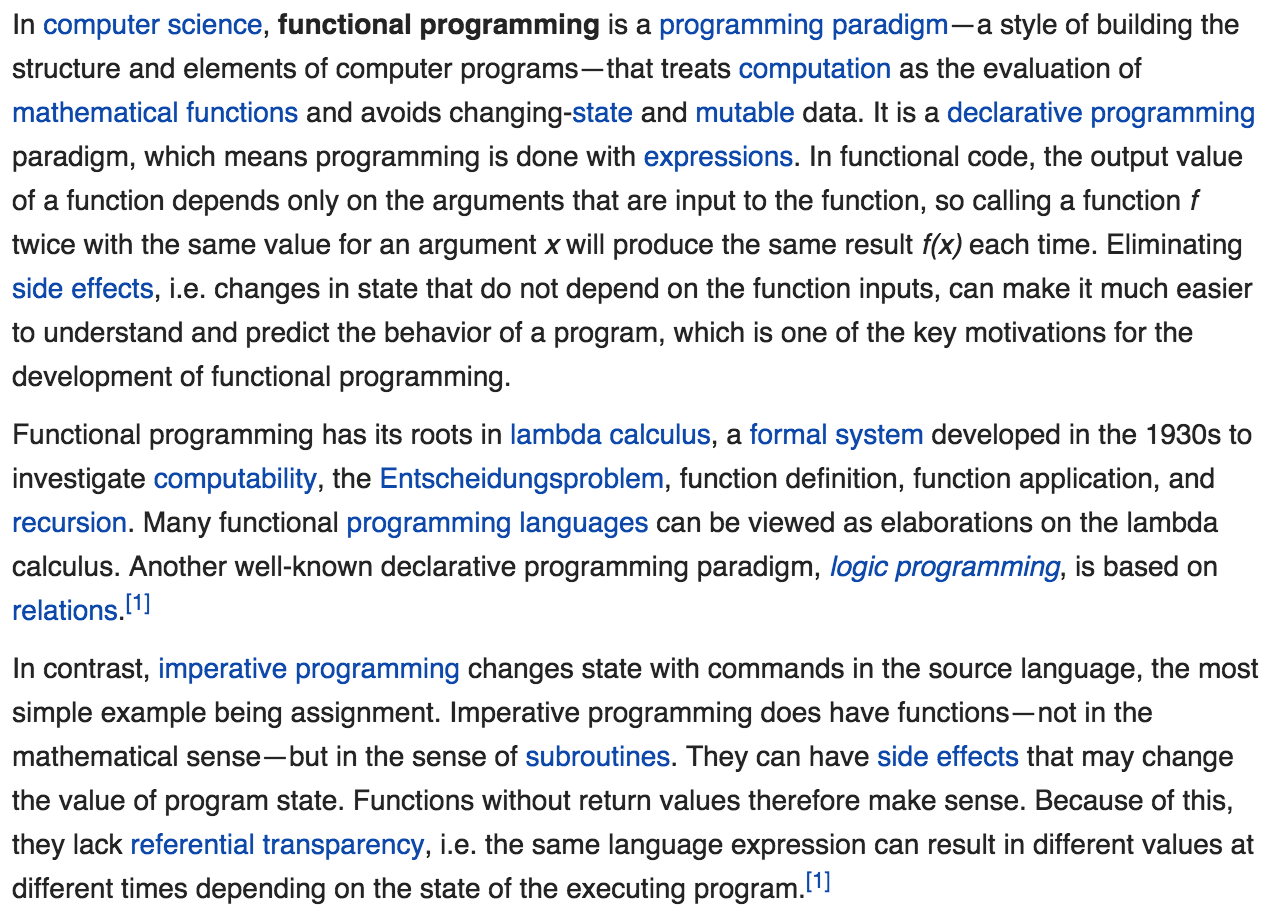 In computer science, functional programming is a programming paradigm—a style of building the
structure and elements of computer programs—that treats computation as the evaluation of
mathematical functions and avoids changing-state and mutable data. It is a declarative programming
paradigm, which means programming is done with expressions. In functional code, the output value
of a function depends only on the arguments that are input to the function, so calling a function f
twice with the same value for an argument x will produce the same result f(x) each time. Eliminating
side effects, i.e. changes in state that do not depend on the function inputs, can make it much easier
to understand and predict the behavior of a program, which is one of the key motivations for the
development of functional programming.
Functional programming has its roots in lambda calculus, a formal system developed in the 1930s to
investigate computability, the Entscheidungsproblem, function definition, function application, and
recursion. Many functional programming languages can be viewed as elaborations on the lambda
calculus. Another well-known declarative programming paradigm, logic programming, is based on
relations.[1]
In contrast, imperative programming changes state with commands in the source language, the most
simple example being assignment. Imperative programming does have functions—not in the
mathematical sense—but in the sense of subroutines. They can have side effects that may change
the value of program state. Functions without return values therefore make sense. Because of this,
they lack referential transparency, i.e. the same language expression can result in different values at
different times depending on the state of the executing program.[1]